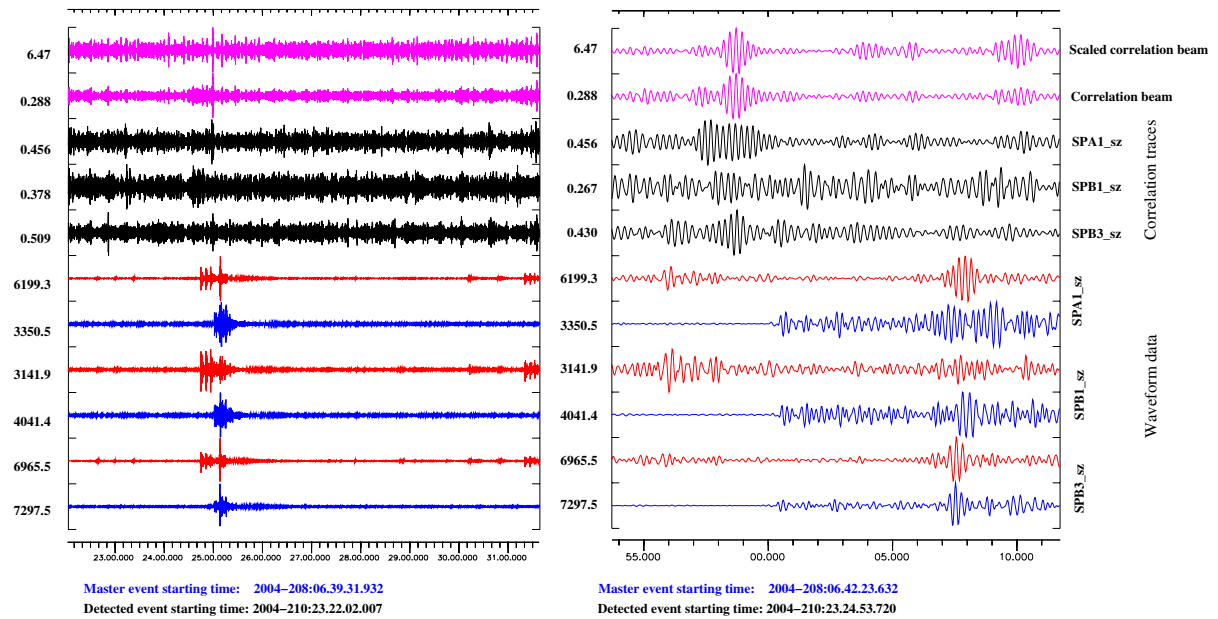 6.47
0.288
0.456
0.378
0.509
6199.3
3350.5
3141.9
4041.4
6965.5
7297.5
23.00.000 24.00.000 25.00.000 26.00.000 27.00.000 28.00.000 29.00.000 30.00.000 31.00.000
Master event starting time: 2004-208:06.39.31.932
Detected event starting time: 2004-210:23.22.02.007
6.47 Scaled correlation beam
0.288 Correlation beam
0.456 SPA1_sz
0.267 SPB1_sz
0.430 SPB3_sz
Correlation traces
6199.3
3350.5
SPA1_sz
3141.9
4041.4
SPB1_sz
6965.5
7297.5
SPB3_sz
Waveform data
55.000 00.000 05.000 10.000
Master event starting time: 2004-208:06.42.23.632
Detected event starting time: 2004-210:23.24.53.720